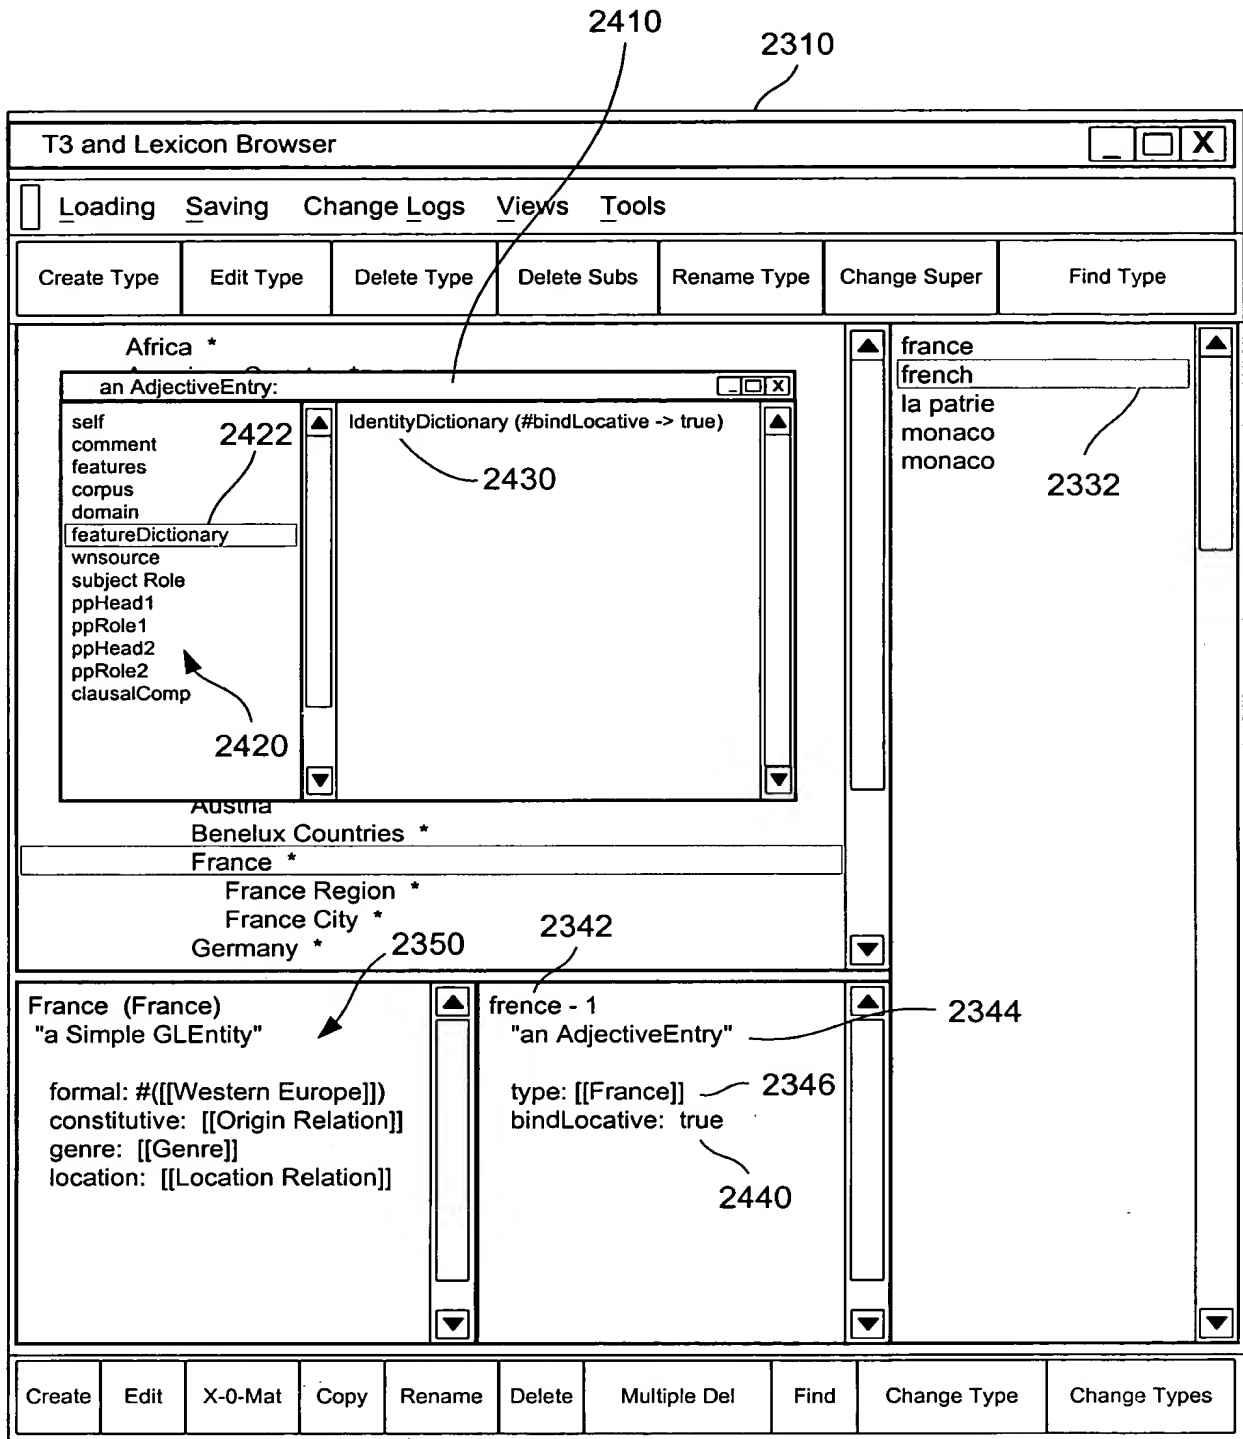 2410
2310
T3 and Lexicon Browser
X
Loading Saving Change Logs Views Tools
Create Type Edit Type Delete Type Delete Subs Rename Type Change Super Find Type
Africa *
an AdjectiveEntry:
X
self
comment
features
corpus
domain
featureDictionary
wnsource
subject Role
ppHead1
ppRole1
ppHead2
ppRole2
clausalComp
2422
2420
IdentityDictionary (#bindLocative -> true)
2430
Austria
Benelux Countries *
France *
France Region *
France City *
Germany *
france
french
la patrie
monaco
monaco
2332
2350
2342
France (France)
"a Simple GLEntity"
formal: #([[Western Europe]])
constitutive: [[Origin Relation]]
genre: [[Genre]]
location: [[Location Relation]]
frence - 1
"an AdjectiveEntry"
type: [[France]]
bindLocative: true
2344
2346
2440
Create Edit X-0-Mat Copy Rename Delete Multiple Del Find Change Type Change Types